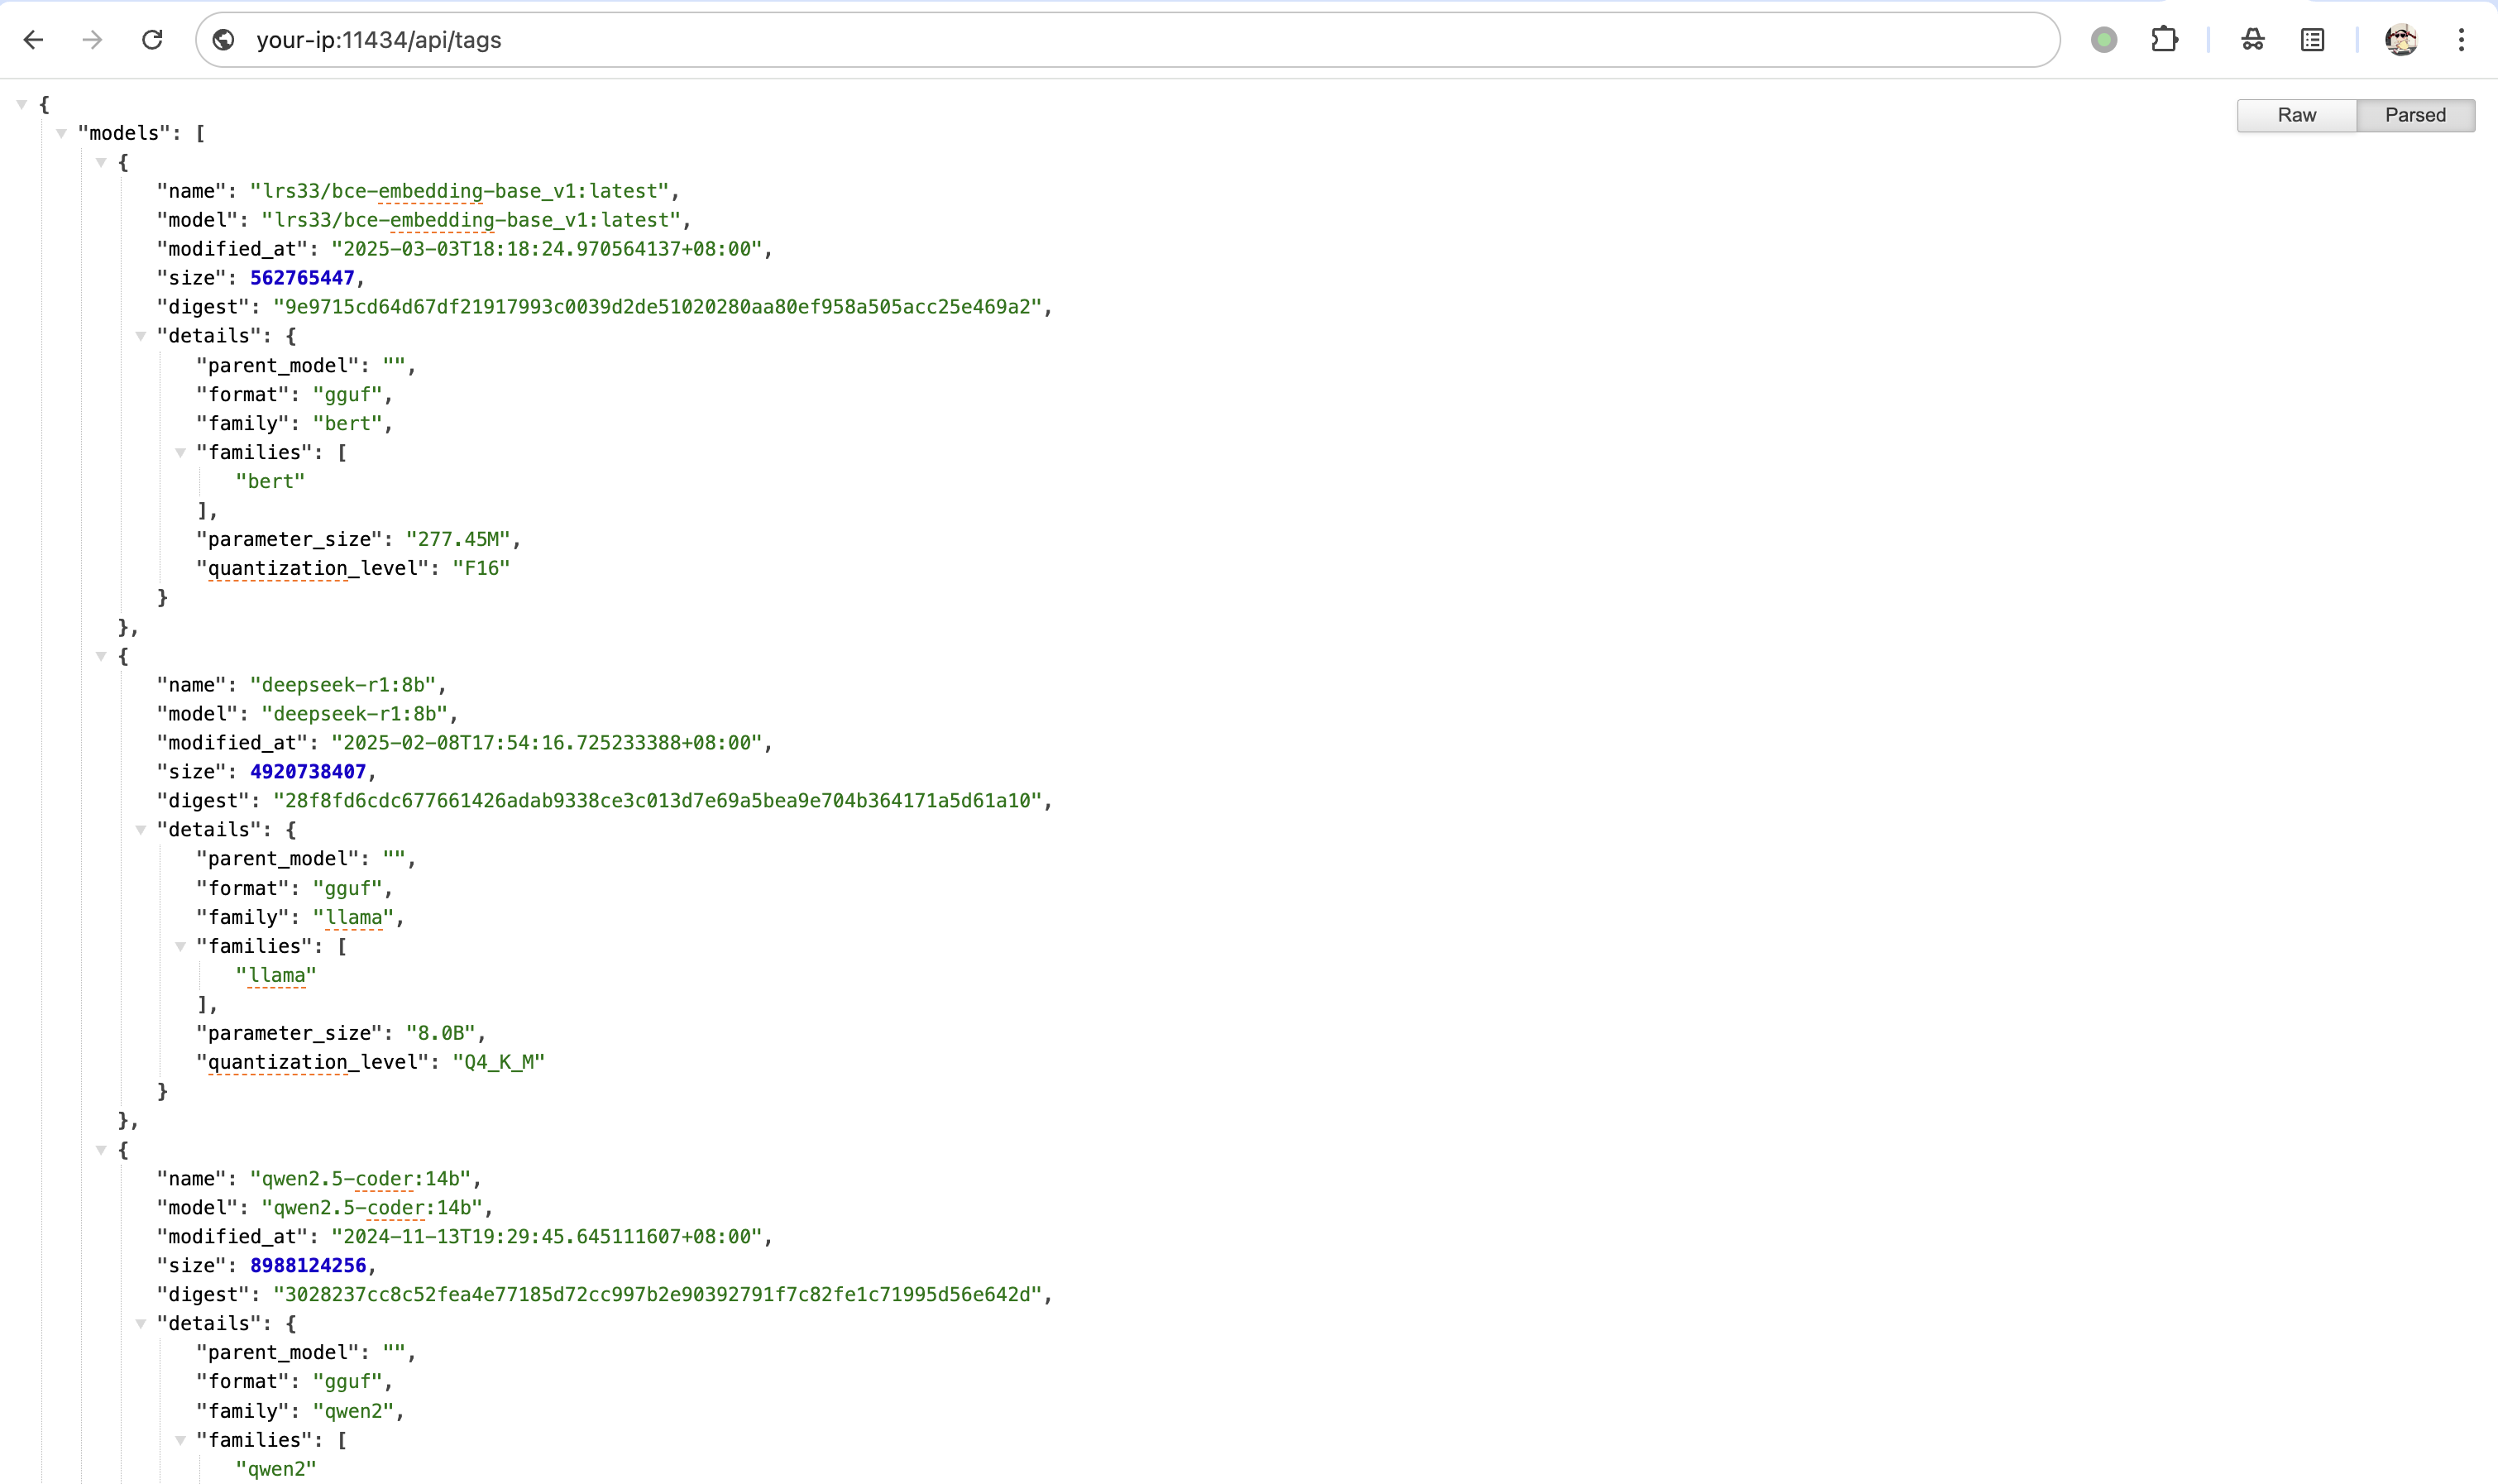 your-ip:11434/api/tags
Raw Parsed
{
"models": [
{
"name": "lrs33/bce-embedding-base_v1:latest",
"model": "lrs33/bce-embedding-base_v1:latest",
"modified_at": "2025-03-03T18:18:24.970564137+08:00",
"size": 562765447,
"digest": "9e9715cd64d67df21917993c0039d2de51020280aa80ef958a505acc25e469a2",
"details": {
"parent_model": "",
"format": "gguf",
"family": "bert",
"families": [
"bert"
],
"parameter_size": "277.45M",
"quantization_level": "F16"
}
},
{
"name": "deepseek-r1:8b",
"model": "deepseek-r1:8b",
"modified_at": "2025-02-08T17:54:16.725233388+08:00",
"size": 4920738407,
"digest": "28f8fd6cdc677661426adab9338ce3c013d7e69a5bea9e704b364171a5d61a10",
"details": {
"parent_model": "",
"format": "gguf",
"family": "llama",
"families": [
"llama"
],
"parameter_size": "8.0B",
"quantization_level": "Q4_K_M"
}
},
{
"name": "qwen2.5-coder:14b",
"model": "qwen2.5-coder:14b",
"modified_at": "2024-11-13T19:29:45.645111607+08:00",
"size": 8988124256,
"digest": "3028237cc8c52fea4e77185d72cc997b2e90392791f7c82fe1c71995d56e642d",
"details": {
"parent_model": "",
"format": "gguf",
"family": "qwen2",
"families": [
"qwen2"